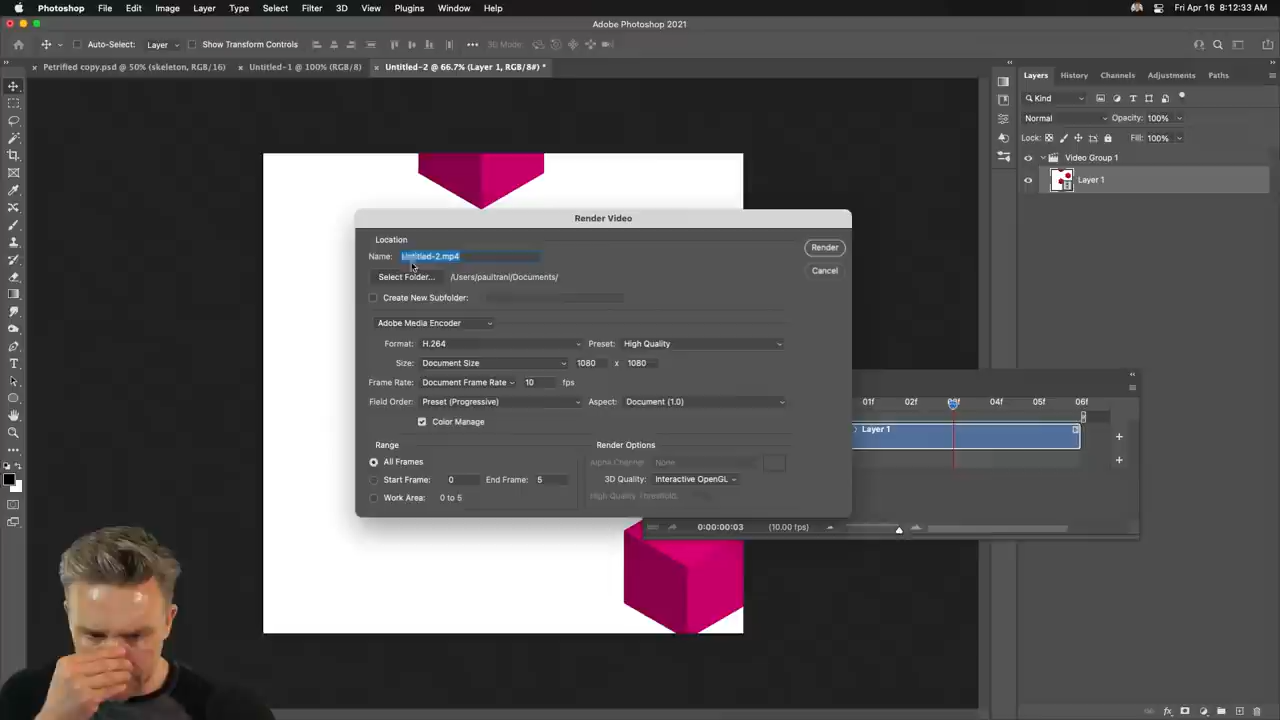 Photoshop File Edit Image Layer Type Select Filter 3D View Plugins Window Help Fri Apr 16 8:12:33 AM
Adobe Photoshop 2021
Auto-Select: Layer Show Transform Controls 3D Mode:
Petrified copy.psd @ 50% (skeleton, RGB/16) Untitled-1 @ 100% (RGB/8) Untitled-2 @ 66.7% (Layer 1, RGB/8#) *
Layers History Channels Adjustments Paths
Kind
Normal Opacity: 100%
Lock: Fill: 100%
Video Group 1
Layer 1
Render Video
Location
Name: Untitled-2.mp4
Render
Select Folder... /Users/paultrani/Documents/
Cancel
Create New Subfolder:
Adobe Media Encoder
Format: H.264 Preset: High Quality
Size: Document Size 1080 x 1080
Frame Rate: Document Frame Rate 10 fps
Field Order: Preset (Progressive) Aspect: Document (1.0)
Color Manage
Range
All Frames
Start Frame: 0 End Frame: 5
Work Area: 0 to 5
Render Options
Alpha Channel: None
3D Quality: Interactive OpenGL
High Quality Threshold:
01f 02f 03f 04f 05f 06f
Layer 1
0:00:00:03 (10.00 fps)